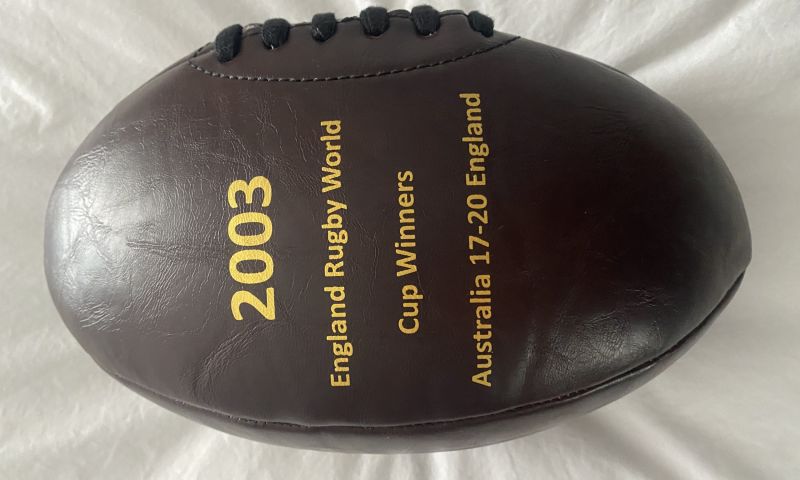 2003
England Rugby World
Cup Winners
Australia 17-20 England